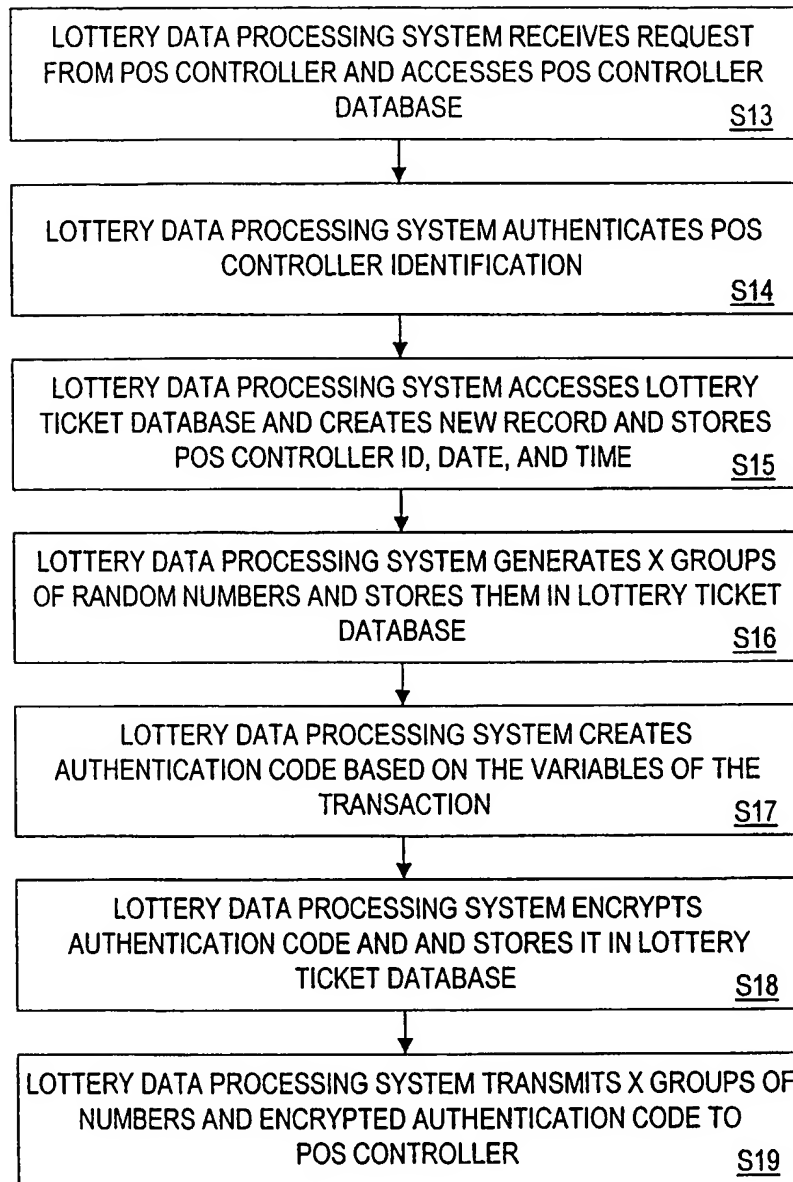 LOTTERY DATA PROCESSING SYSTEM RECEIVES REQUEST
FROM POS CONTROLLER AND ACCESSES POS CONTROLLER
DATABASE
S13
LOTTERY DATA PROCESSING SYSTEM AUTHENTICATES POS
CONTROLLER IDENTIFICATION
S14
LOTTERY DATA PROCESSING SYSTEM ACCESSES LOTTERY
TICKET DATABASE AND CREATES NEW RECORD AND STORES
POS CONTROLLER ID, DATE, AND TIME
S15
LOTTERY DATA PROCESSING SYSTEM GENERATES X GROUPS
OF RANDOM NUMBERS AND STORES THEM IN LOTTERY TICKET
DATABASE
S16
LOTTERY DATA PROCESSING SYSTEM CREATES
AUTHENTICATION CODE BASED ON THE VARIABLES OF THE
TRANSACTION
S17
LOTTERY DATA PROCESSING SYSTEM ENCRYPTS
AUTHENTICATION CODE AND AND STORES IT IN LOTTERY
TICKET DATABASE
S18
LOTTERY DATA PROCESSING SYSTEM TRANSMITS X GROUPS OF
NUMBERS AND ENCRYPTED AUTHENTICATION CODE TO
POS CONTROLLER
S19